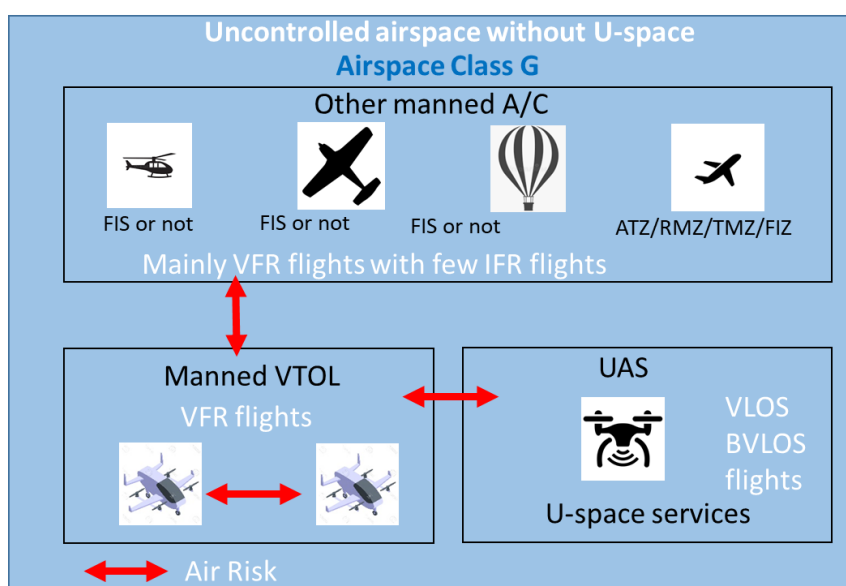 Uncontrolled airspace without U-space
Airspace Class G
Other manned A/C
FIS or not
FIS or not
FIS or not
ATZ/RMZ/TMZ/FIZ
Mainly VFR flights with few IFR flights
Manned VTOL
VFR flights
UAS
VLOS
BVLOS
flights
U-space services
Air Risk